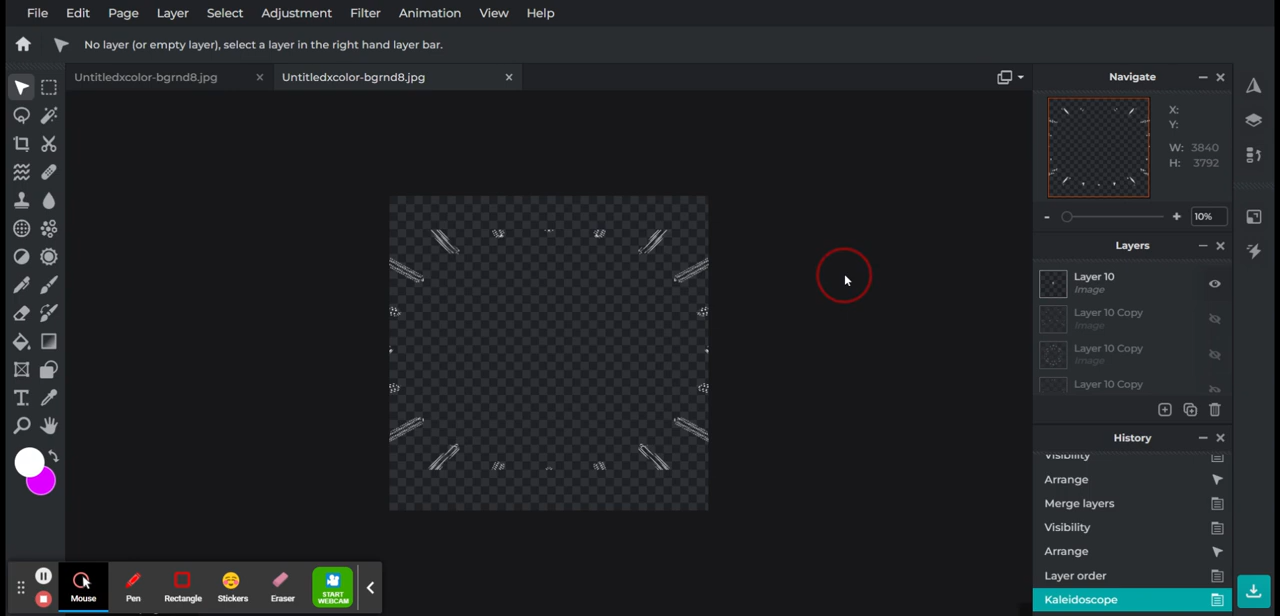 File Edit Page Layer Select Adjustment Filter Animation View Help
No layer (or empty layer), select a layer in the right hand layer bar.
Untitledxcolor-bgrnd8.jpg
Untitledxcolor-bgrnd8.jpg
Navigate
X:
Y:
W: 3840
H: 3792
10%
Layers
Layer 10
Image
Layer 10 Copy
Image
Layer 10 Copy
Image
Layer 10 Copy
History
Visibility
Arrange
Merge layers
Visibility
Arrange
Layer order
Kaleidoscope
Mouse Pen Rectangle Stickers Eraser
START
WEBCAM